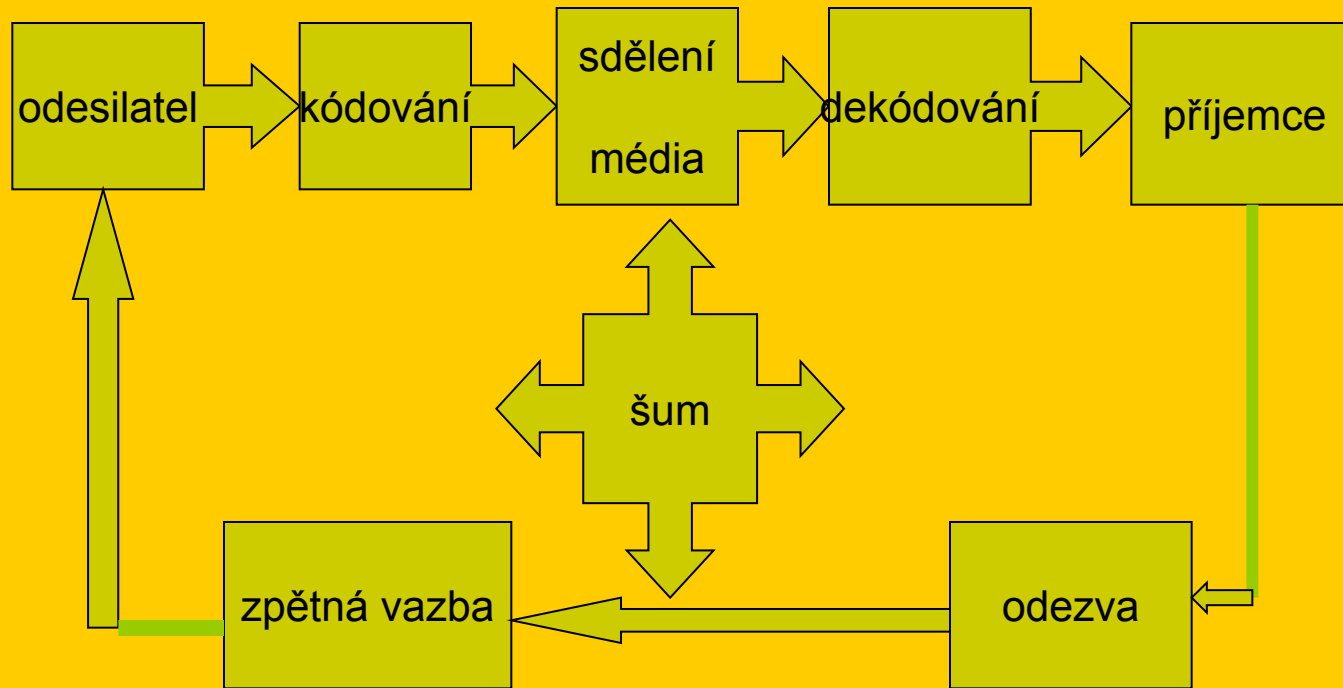 odesilatel
kódování
sdělení
média
dekódování
příjemce
šum
zpětná vazba
odezva